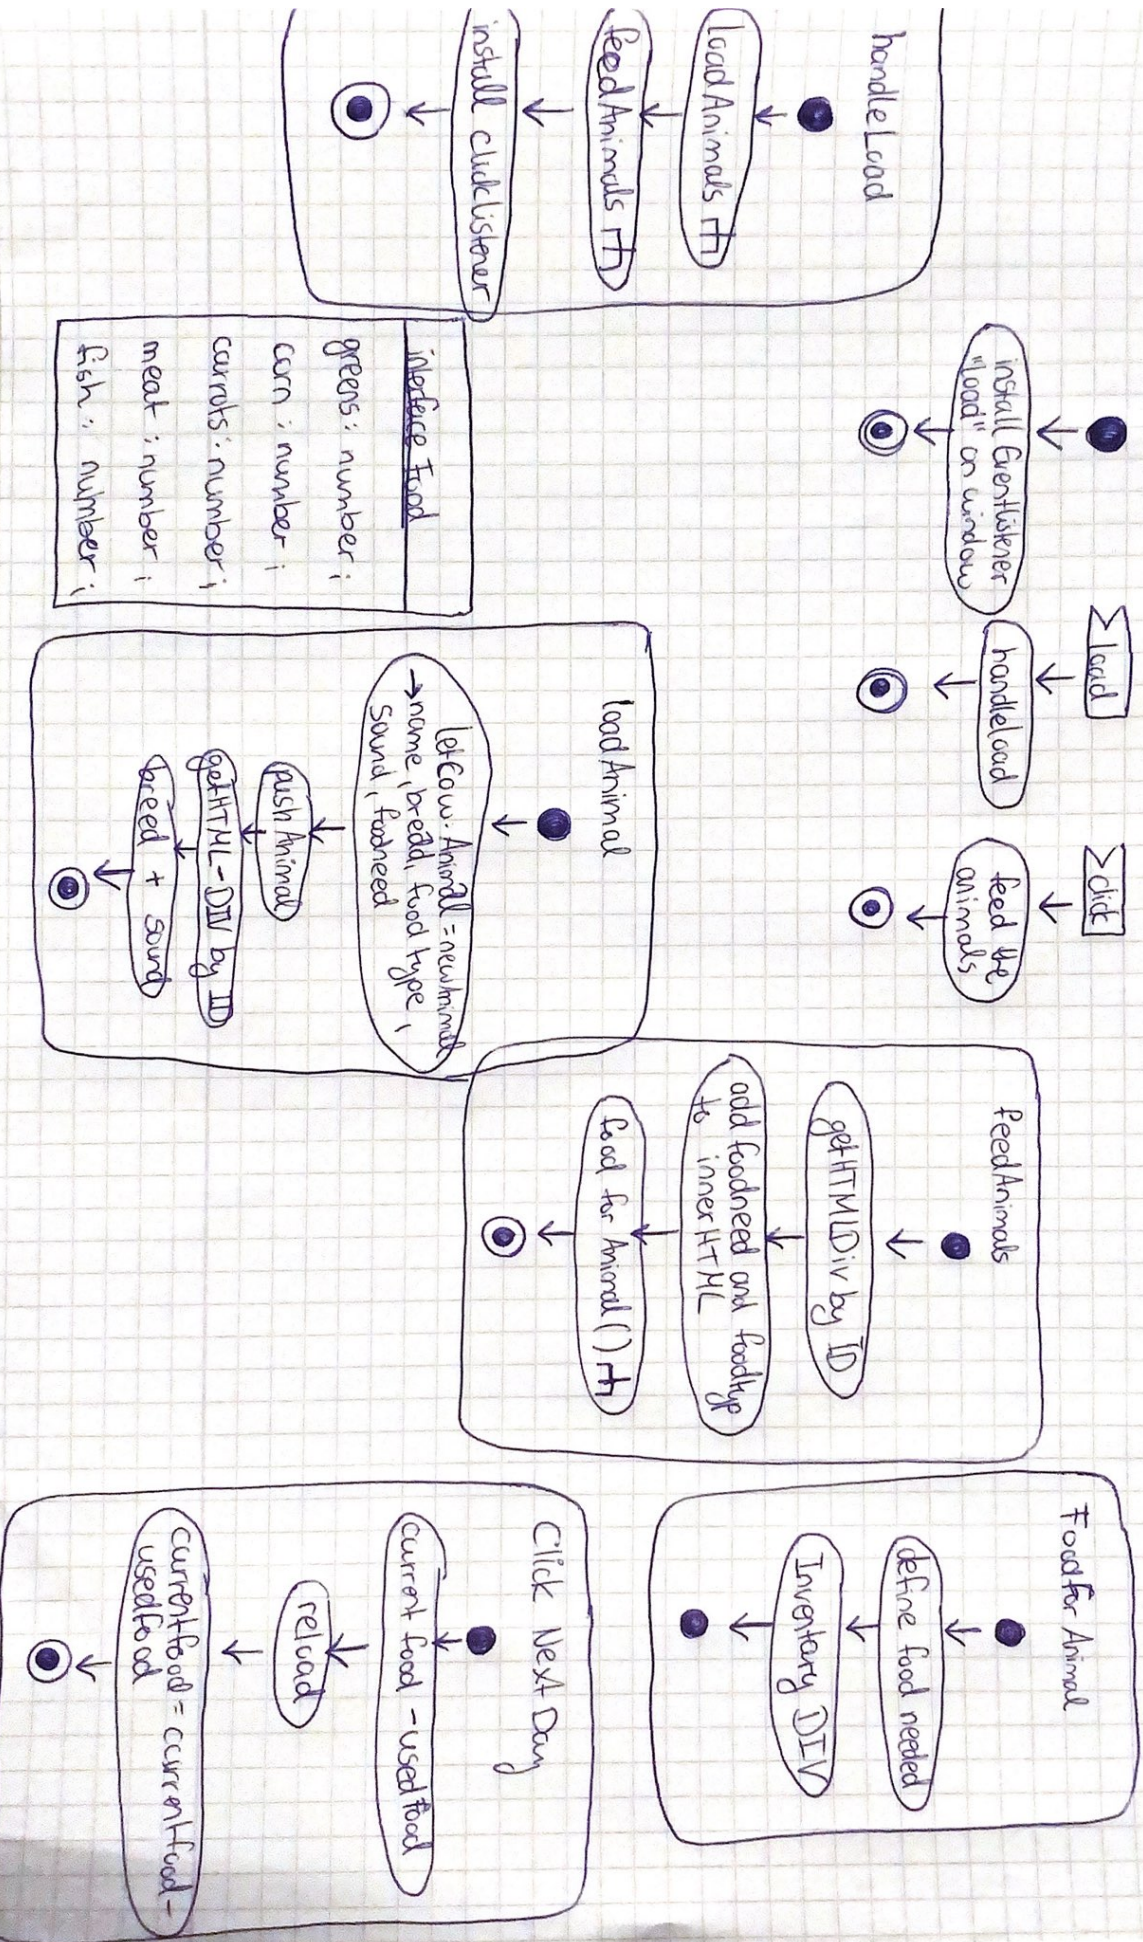 handleLoad
loadAnimals
feedAnimals
install clicklistener
install Eventlistener
"load" on window
load
handleload
click
feed the
animals
interface Food
greens : number ;
corn : number ;
carrots : number ;
meat : number ;
fish : number ;
loadAnimal
let Cow: Animal = new Animal
→ name, breed, food type,
sound, foodneed
push Animal
getHTML-DIV by ID
breed + sound
feedAnimals
getHTMLDiv by ID
add foodneed and foodtyp
to innerHTML
food for Animal()
Food for Animal
define food needed
Inventary DIV
Click Next Day
current food - used food
reload
currentfood = currentfood -
usedfood